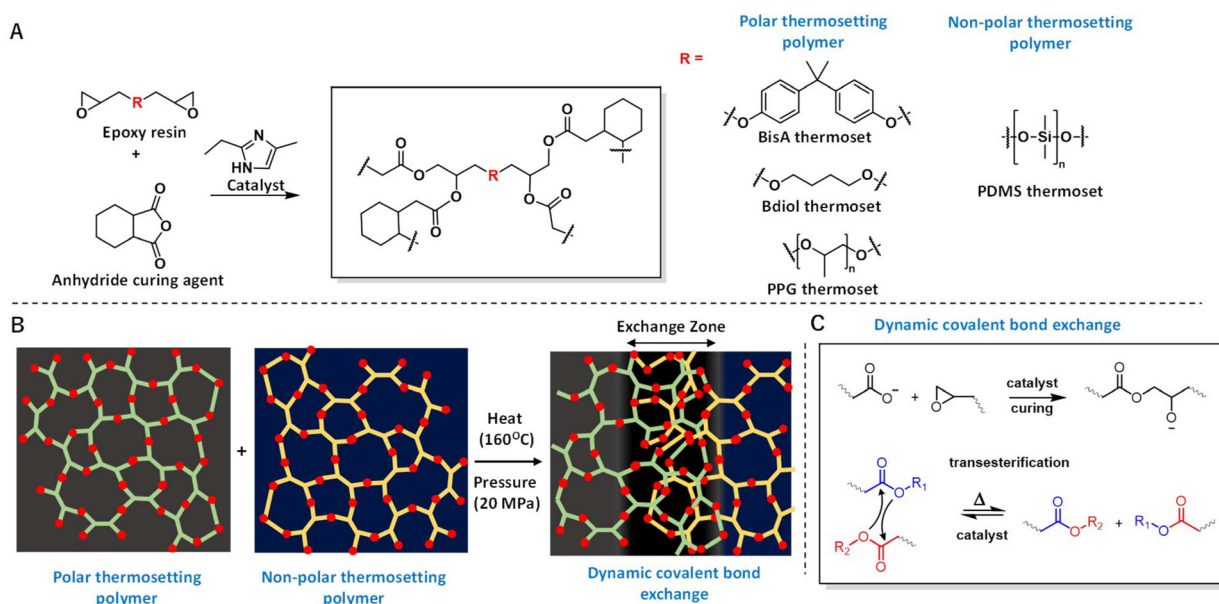 A
Polar thermosetting
polymer
Non-polar thermosetting
polymer
R =
R
O
O
Epoxy resin
+
N
HN
Catalyst
O
O
O
Anhydride curing agent
O
O
O
O
R
O
O
O
O
O
O
BisA thermoset
O
O
Bdiol thermoset
O
O
n
PPG thermoset
O
Si
O
n
PDMS thermoset
B
Exchange Zone
+
Heat
(160°C)
Pressure
(20 MPa)
Polar thermosetting
polymer
Non-polar thermosetting
polymer
Dynamic covalent bond
exchange
C
Dynamic covalent bond exchange
O
O
−
+
O
catalyst
curing
O
O
O
−
O
O
R1
R2
O
O
transesterification
Δ
catalyst
O
O
R2
+
O
R1
O